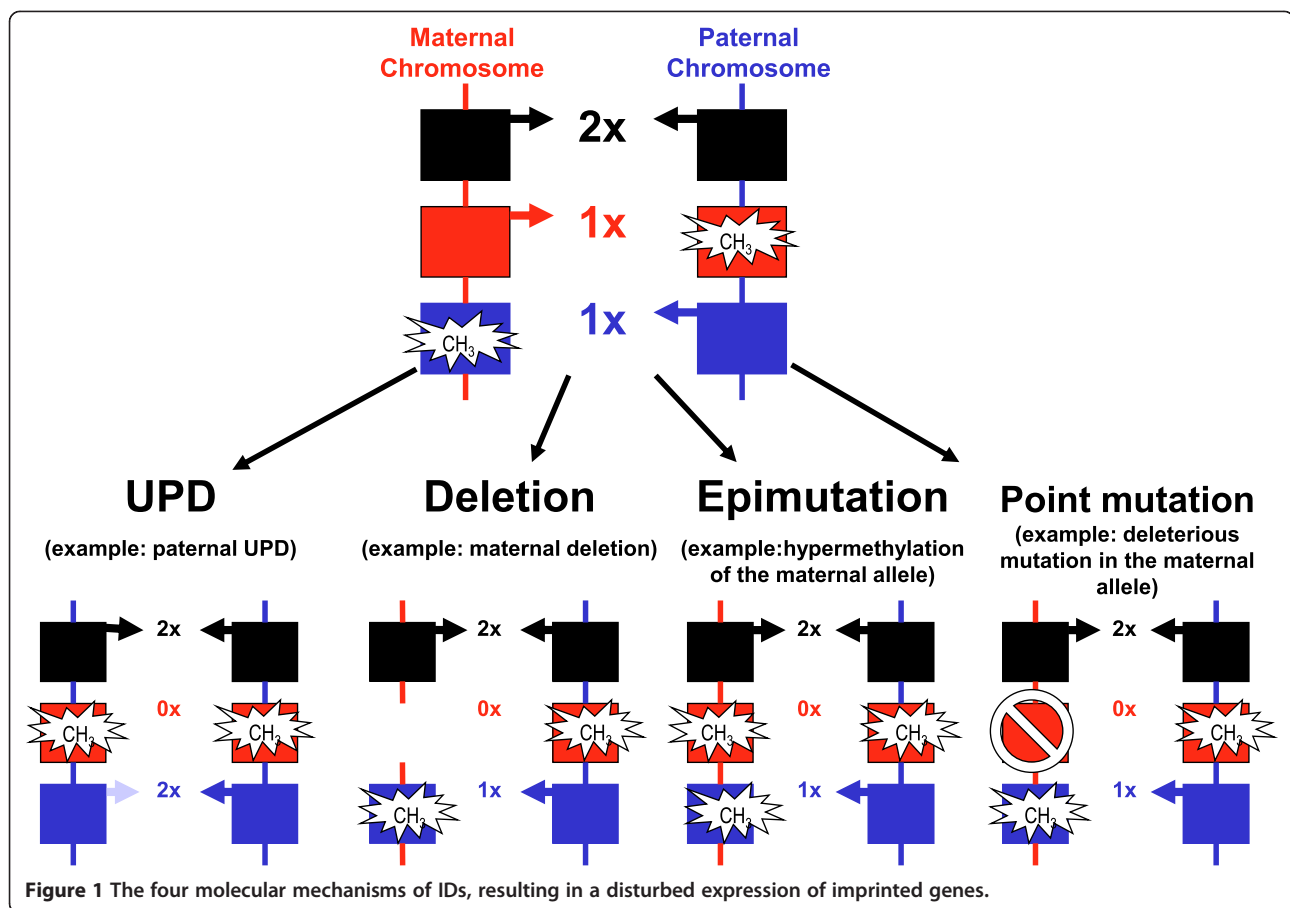 Maternal
Chromosome
Paternal
Chromosome
2x
1x
CH3
CH3
1x
UPD
(example: paternal UPD)
Deletion
(example: maternal deletion)
Epimutation
(example:hypermethylation
of the maternal allele)
Point mutation
(example: deleterious
mutation in the maternal
allele)
2x
CH3
0x
CH3
2x
2x
0x
CH3
CH3
1x
2x
CH3
0x
CH3
CH3
1x
2x
0x
CH3
CH3
1x
Figure 1 The four molecular mechanisms of IDs, resulting in a disturbed expression of imprinted genes.